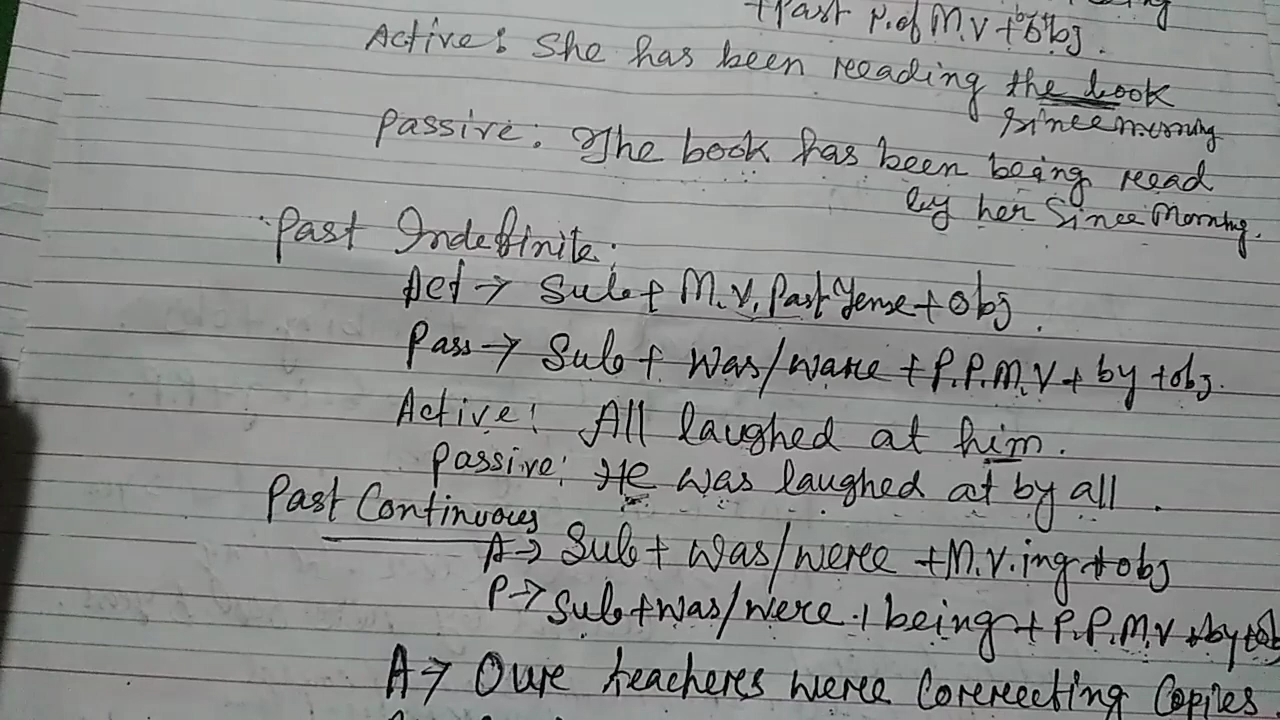 +Past P. of M.V + by + obj.
Active: She has been reading the book
Since morning
Passive: The book has been being read
by her Since Morning.
Past Indefinite:
Act → Sub + M.V. Past Tense + obj.
Pass → Sub + was/ware + P.P.M.V + by + obj.
Active: All laughed at him.
Passive: He was laughed at by all.
Past Continuous
A → Sub + was/were + M.V.ing + obj
P → Sub + was/were + being + P.P.M.V + by + ob
A → Our teachers were Correcting Copies